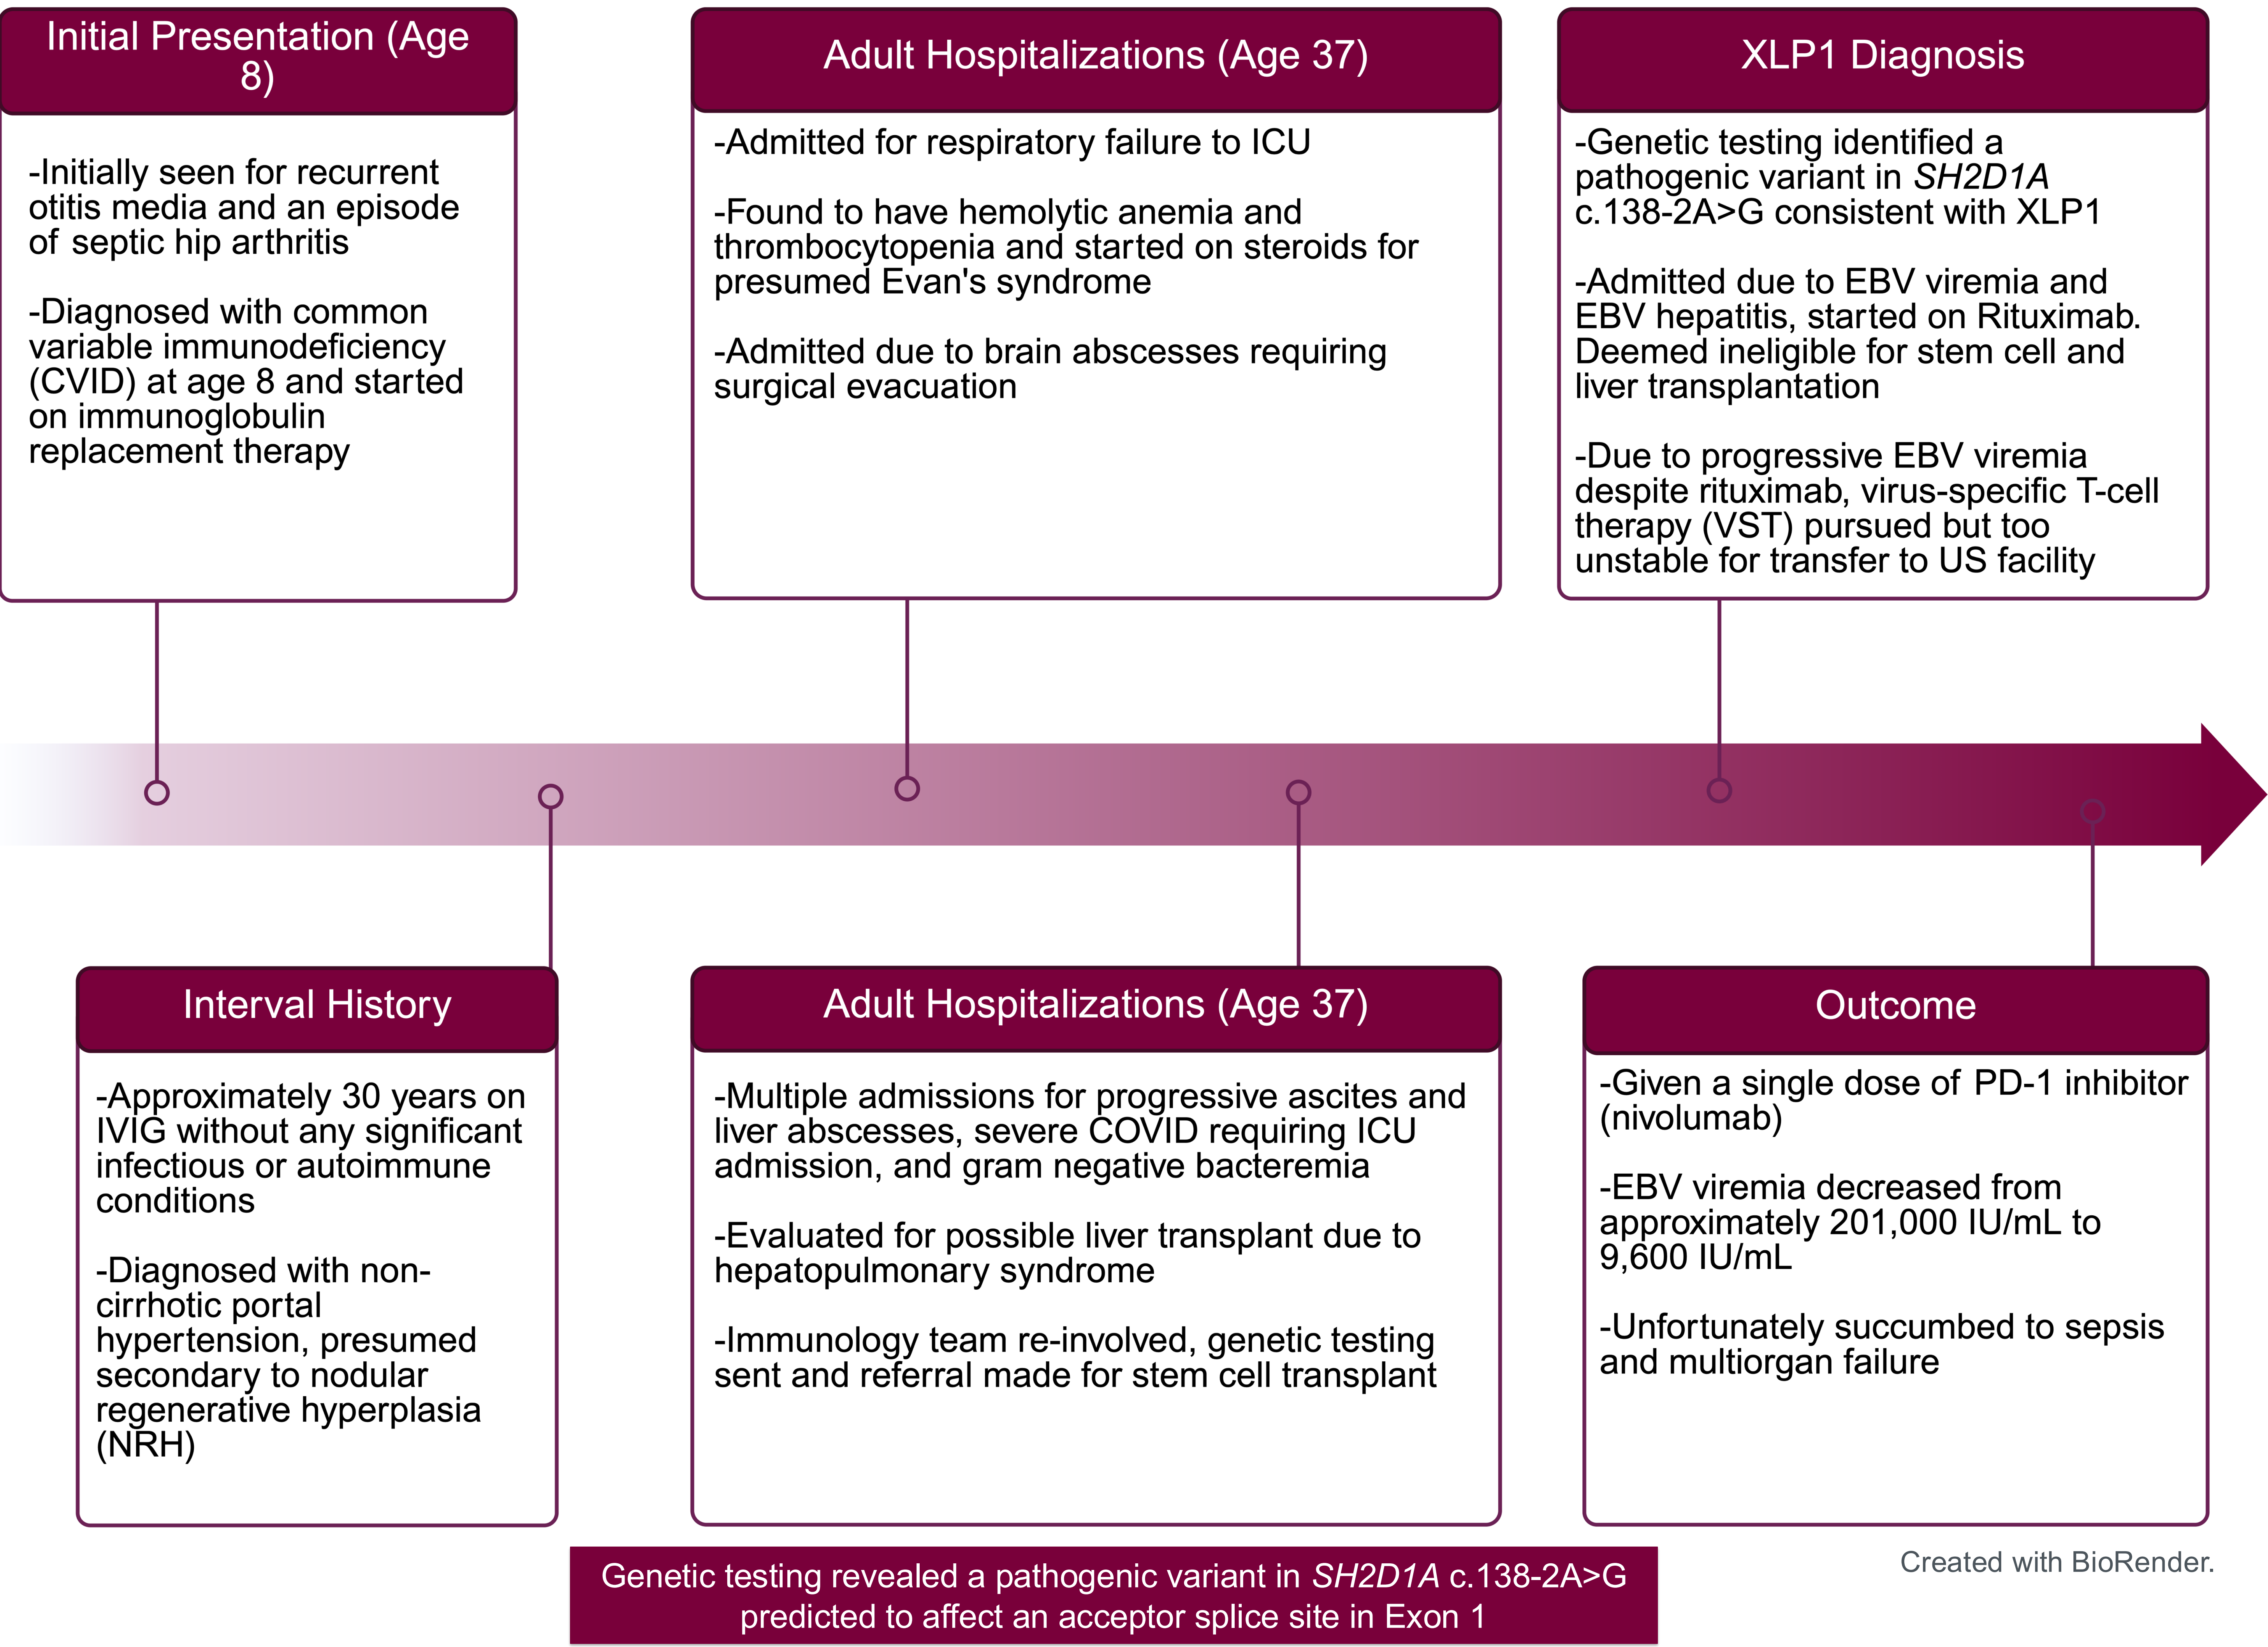 Initial Presentation (Age
8)
-Initially seen for recurrent
otitis media and an episode
of septic hip arthritis
-Diagnosed with common
variable immunodeficiency
(CVID) at age 8 and started
on immunoglobulin
replacement therapy
Adult Hospitalizations (Age 37)
-Admitted for respiratory failure to ICU
-Found to have hemolytic anemia and
thrombocytopenia and started on steroids for
presumed Evan's syndrome
-Admitted due to brain abscesses requiring
surgical evacuation
XLP1 Diagnosis
-Genetic testing identified a
pathogenic variant in SH2D1A
c.138-2A>G consistent with XLP1
-Admitted due to EBV viremia and
EBV hepatitis, started on Rituximab.
Deemed ineligible for stem cell and
liver transplantation
-Due to progressive EBV viremia
despite rituximab, virus-specific T-cell
therapy (VST) pursued but too
unstable for transfer to US facility
Interval History
-Approximately 30 years on
IVIG without any significant
infectious or autoimmune
conditions
-Diagnosed with non-
cirrhotic portal
hypertension, presumed
secondary to nodular
regenerative hyperplasia
(NRH)
Adult Hospitalizations (Age 37)
-Multiple admissions for progressive ascites and
liver abscesses, severe COVID requiring ICU
admission, and gram negative bacteremia
-Evaluated for possible liver transplant due to
hepatopulmonary syndrome
-Immunology team re-involved, genetic testing
sent and referral made for stem cell transplant
Outcome
-Given a single dose of PD-1 inhibitor
(nivolumab)
-EBV viremia decreased from
approximately 201,000 IU/mL to
9,600 IU/mL
-Unfortunately succumbed to sepsis
and multiorgan failure
Genetic testing revealed a pathogenic variant in SH2D1A c.138-2A>G
predicted to affect an acceptor splice site in Exon 1
Created with BioRender.